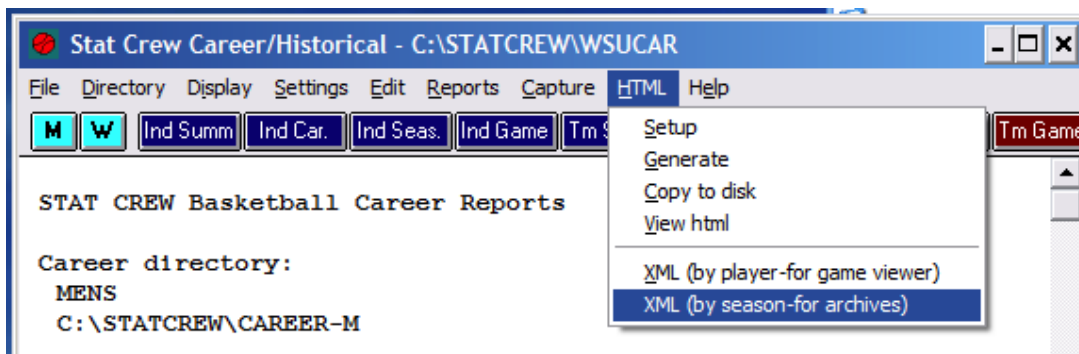 Stat Crew Career/Historical - C:\STATCREW\WSUCAR
File Directory Display Settings Edit Reports Capture HTML Help
M W Ind Summ Ind Car. Ind Seas. Ind Game Tm Tm Game
Setup
Generate
Copy to disk
View html
XML (by player-for game viewer)
XML (by season-for archives)
STAT CREW Basketball Career Reports
Career directory:
MENS
C:\STATCREW\CAREER-M